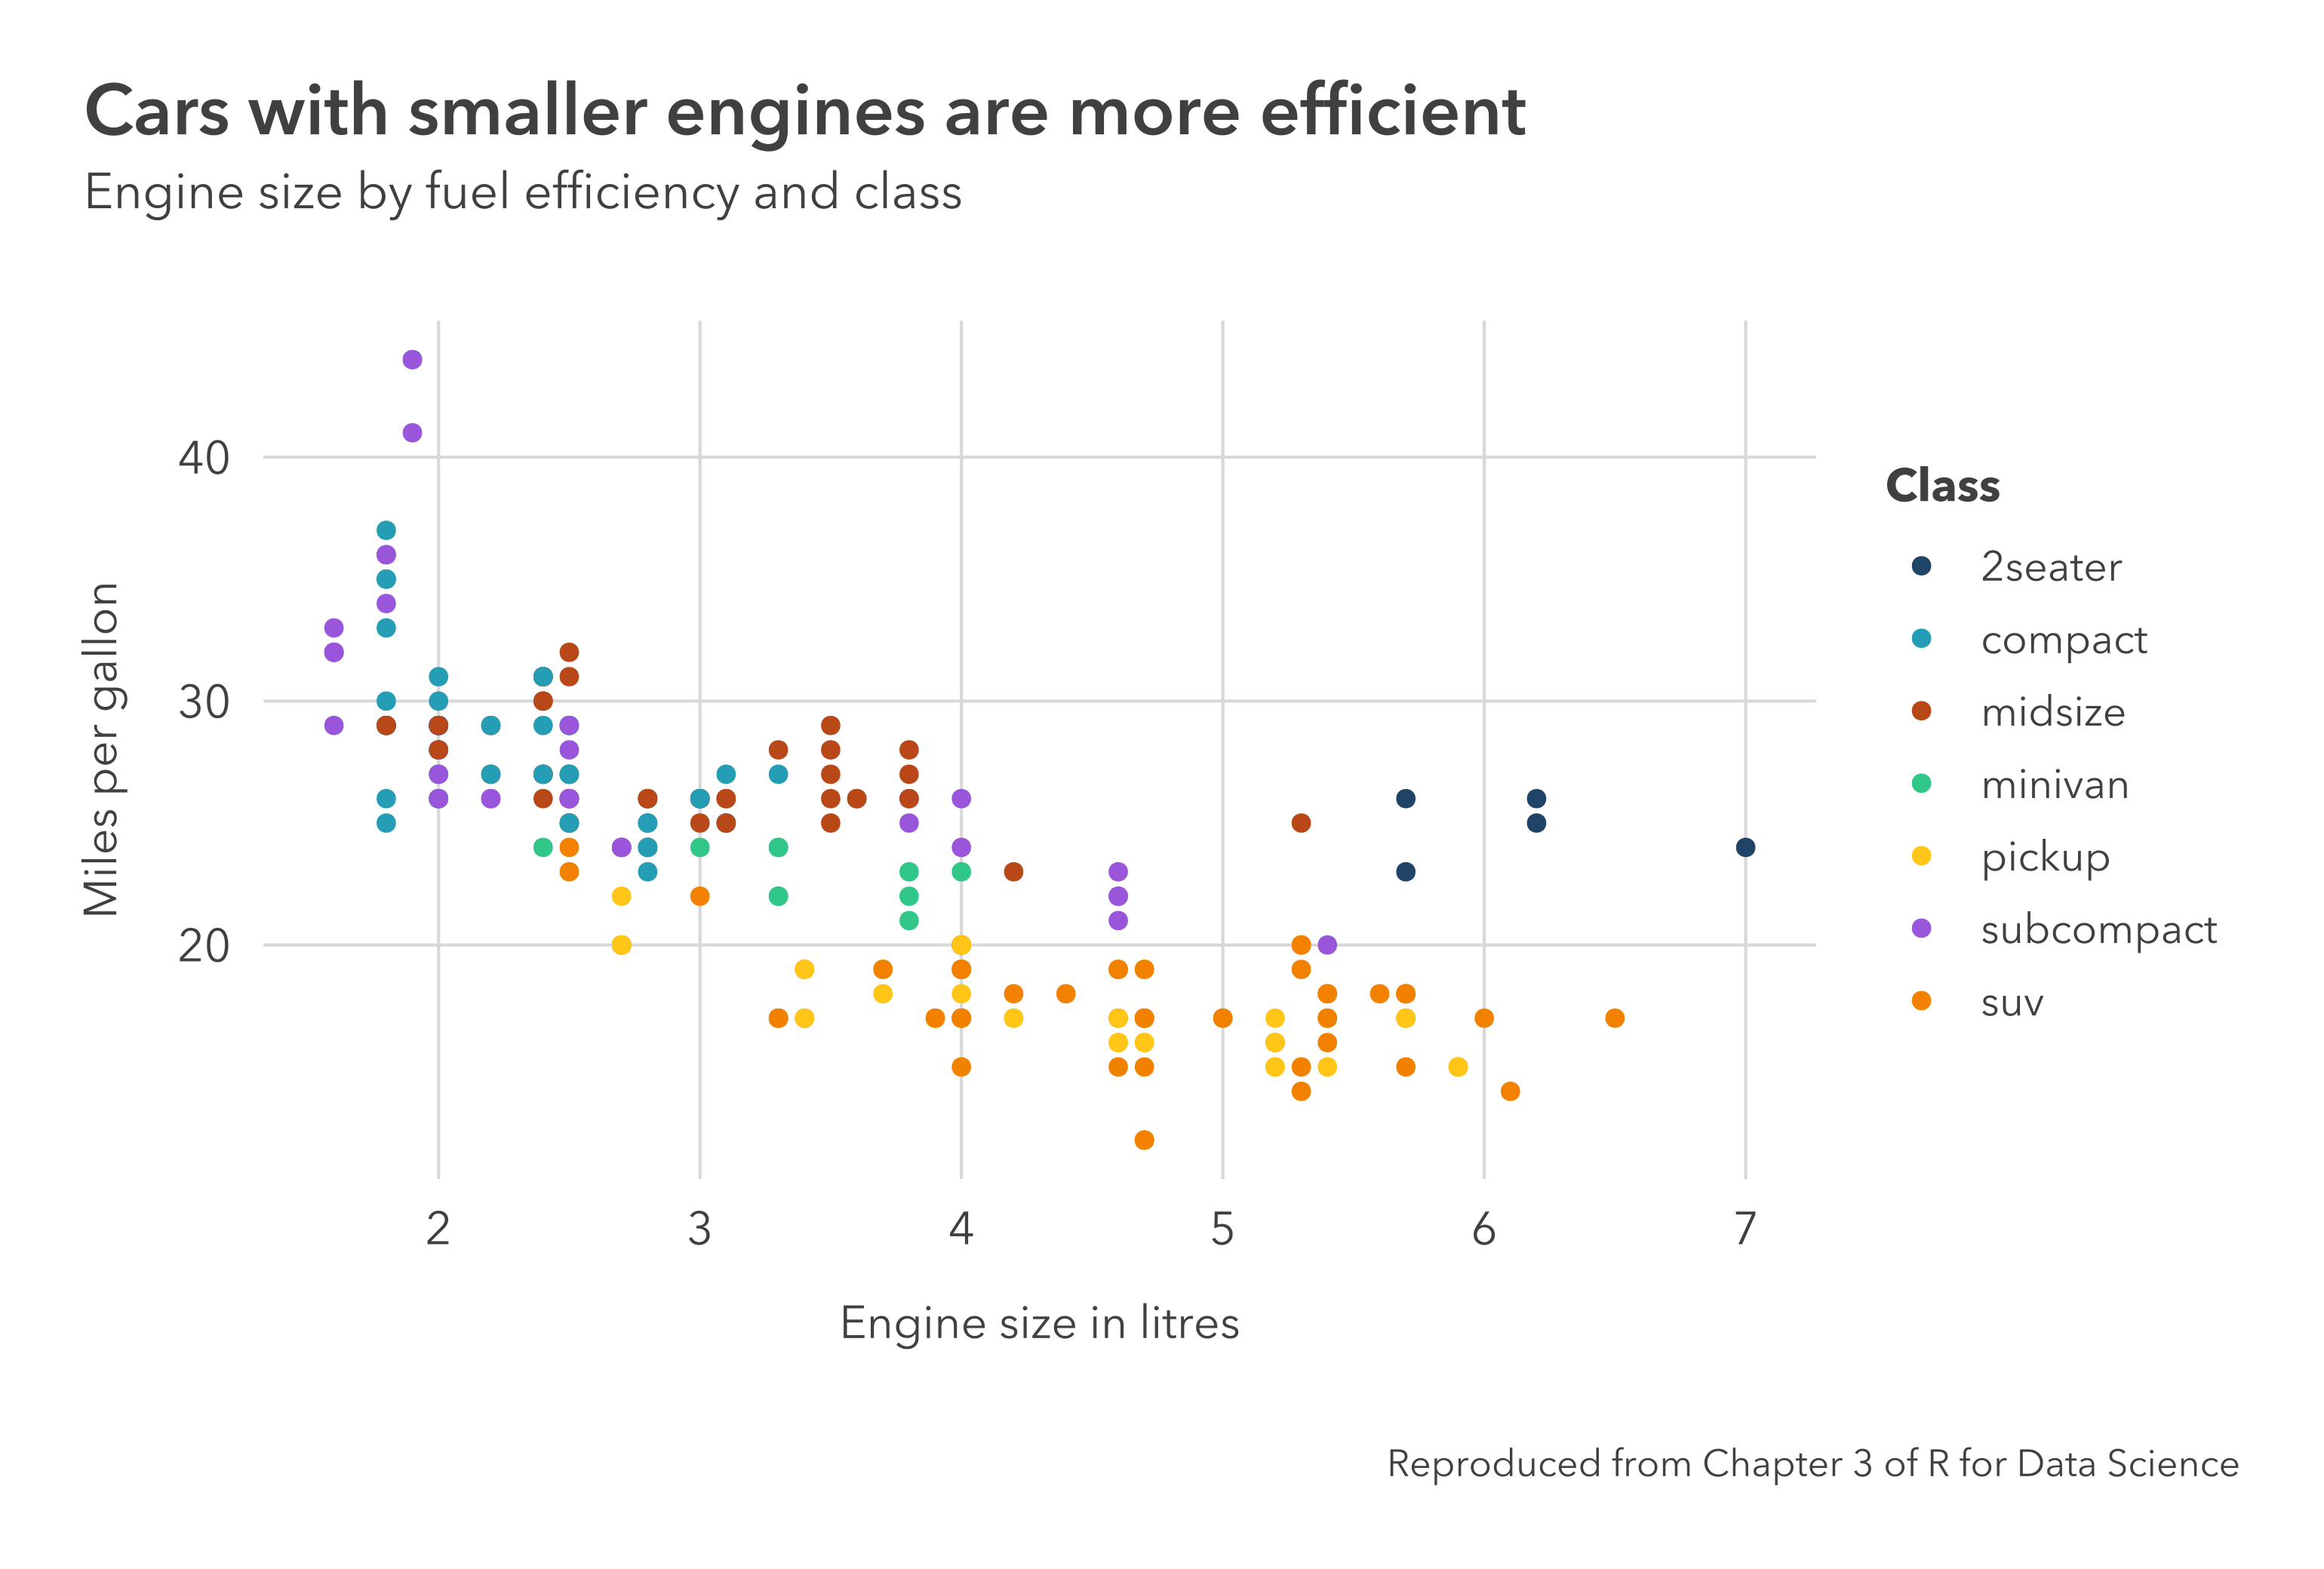 Cars with smaller engines are more efficient
Engine size by fuel efficiency and class
Miles per gallon
40
30
20
2
3
4
5
6
7
Engine size in litres
Class
2seater
compact
midsize
minivan
pickup
subcompact
suv
Reproduced from Chapter 3 of R for Data Science